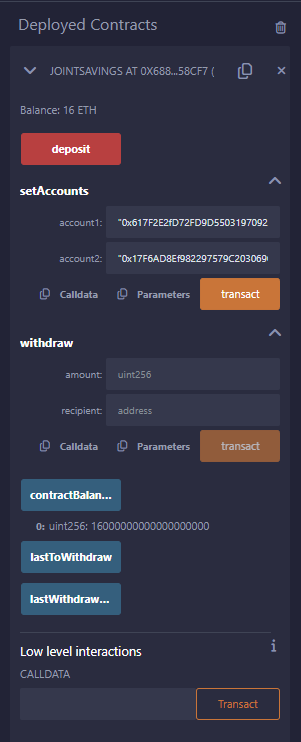 Deployed Contracts
JOINTSAVINGS AT 0X688...58CF7 (
Balance: 16 ETH
deposit
setAccounts
account1: "0x617F2E2fD72FD9D5503197092
account2: "0x17F6AD8Ef982297579C203069
Calldata Parameters transact
withdraw
amount: uint256
recipient: address
Calldata Parameters transact
contractBalan...
0: uint256: 16000000000000000000
lastToWithdraw
lastWithdraw...
Low level interactions
CALLDATA
Transact